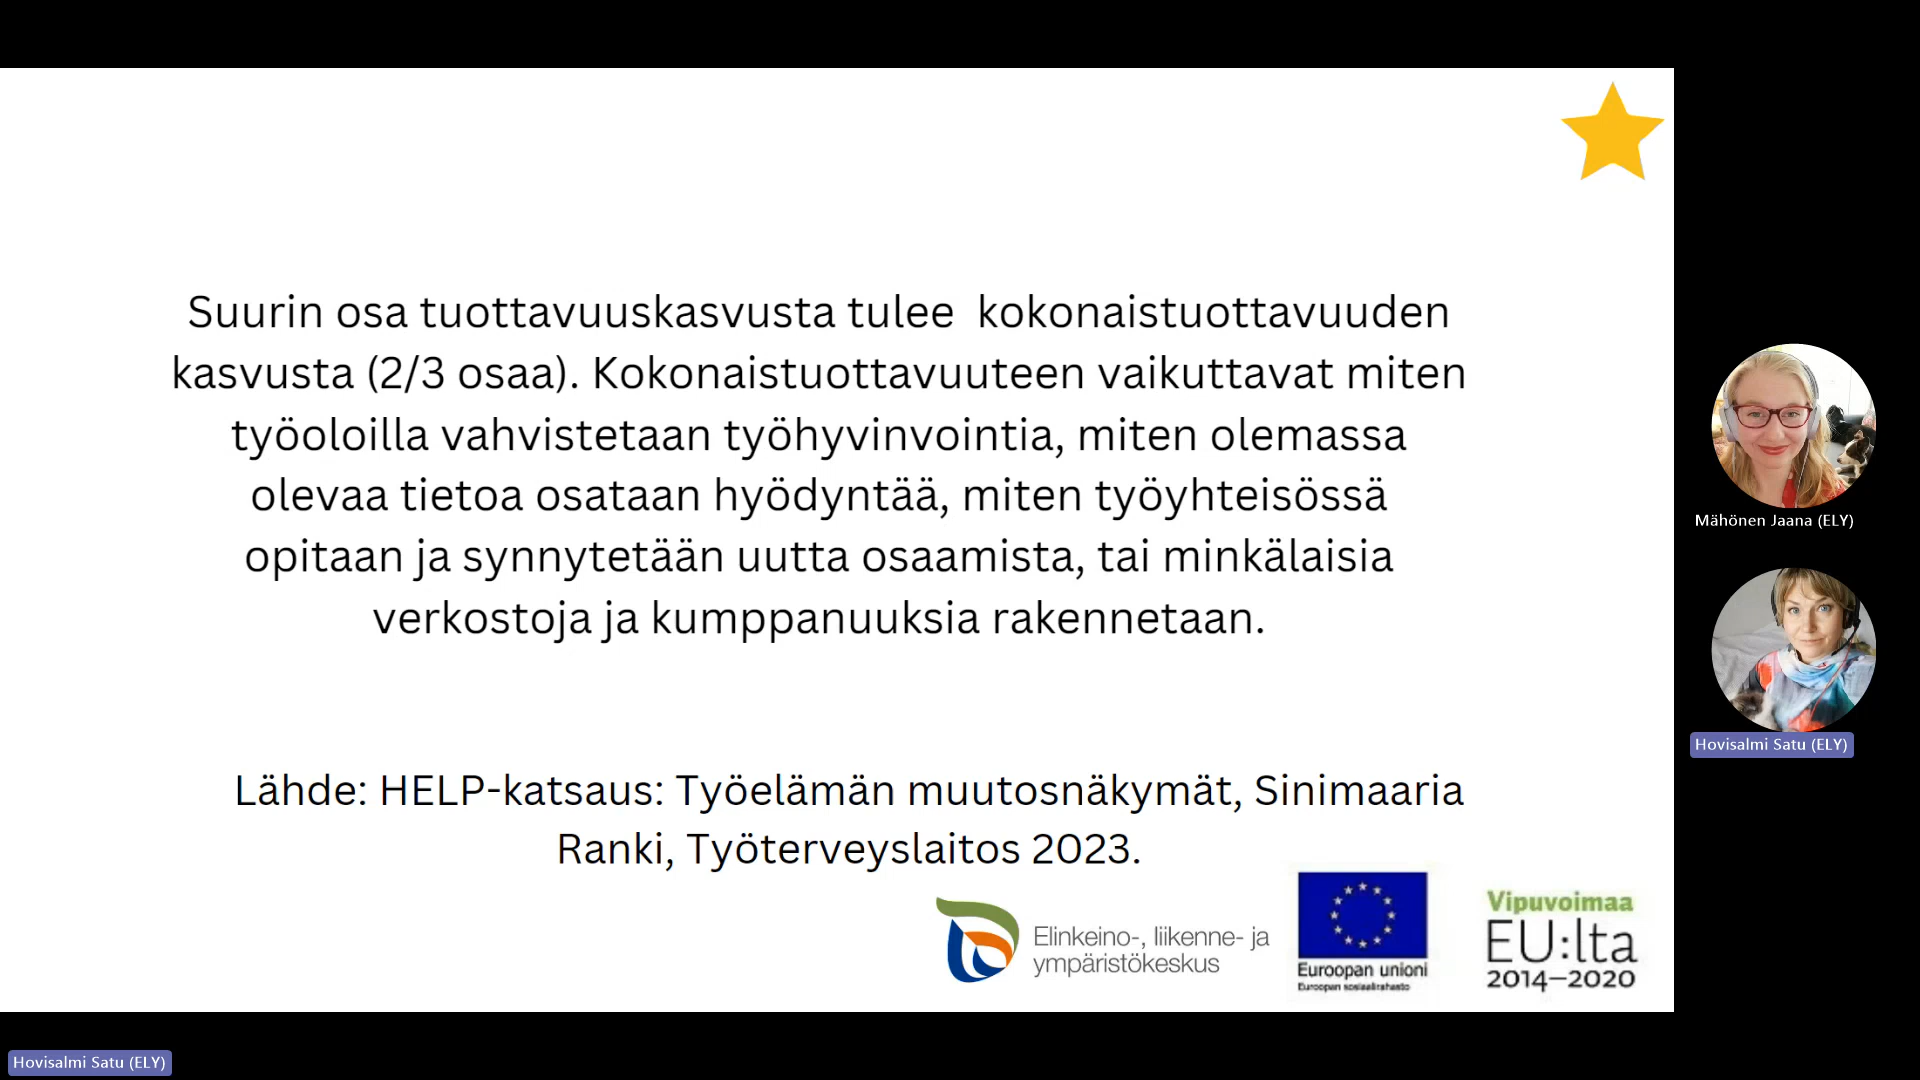 Suurin osa tuottavuuskasvusta tulee kokonaistuottavuuden
kasvusta (2/3 osaa). Kokonaistuottavuuteen vaikuttavat miten
työoloilla vahvistetaan työhyvinvointia, miten olemassa
olevaa tietoa osataan hyödyntää, miten työyhteisössä
opitaan ja synnytetään uutta osaamista, tai minkälaisia
verkostoja ja kumppanuuksia rakennetaan.
Lähde: HELP-katsaus: Työelämän muutosnäkymät, Sinimaaria
Ranki, Työterveyslaitos 2023.
Elinkeino-, liikenne- ja
ympäristökeskus
Euroopan unioni
Euroopan sosiaalirahasto
Vipuvoimaa
EU:lta
2014–2020
Mähönen Jaana (ELY)
Hovisalmi Satu (ELY)
Hovisalmi Satu (ELY)